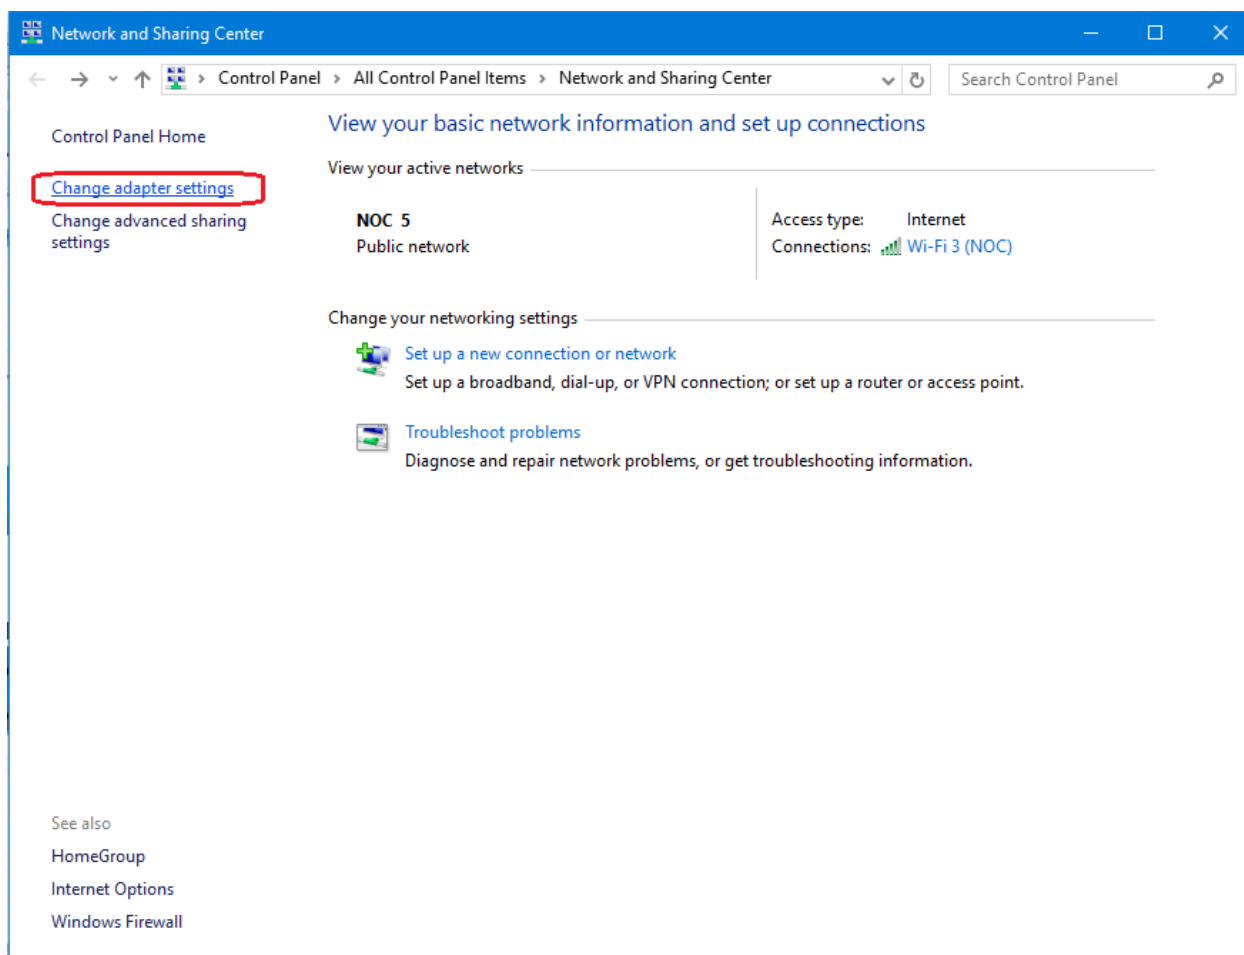 Network and Sharing Center
Control Panel > All Control Panel Items > Network and Sharing Center
Search Control Panel
Control Panel Home
Change adapter settings
Change advanced sharing
settings
View your basic network information and set up connections
View your active networks
NOC 5
Public network
Access type: Internet
Connections: Wi-Fi 3 (NOC)
Change your networking settings
Set up a new connection or network
Set up a broadband, dial-up, or VPN connection; or set up a router or access point.
Troubleshoot problems
Diagnose and repair network problems, or get troubleshooting information.
See also
HomeGroup
Internet Options
Windows Firewall